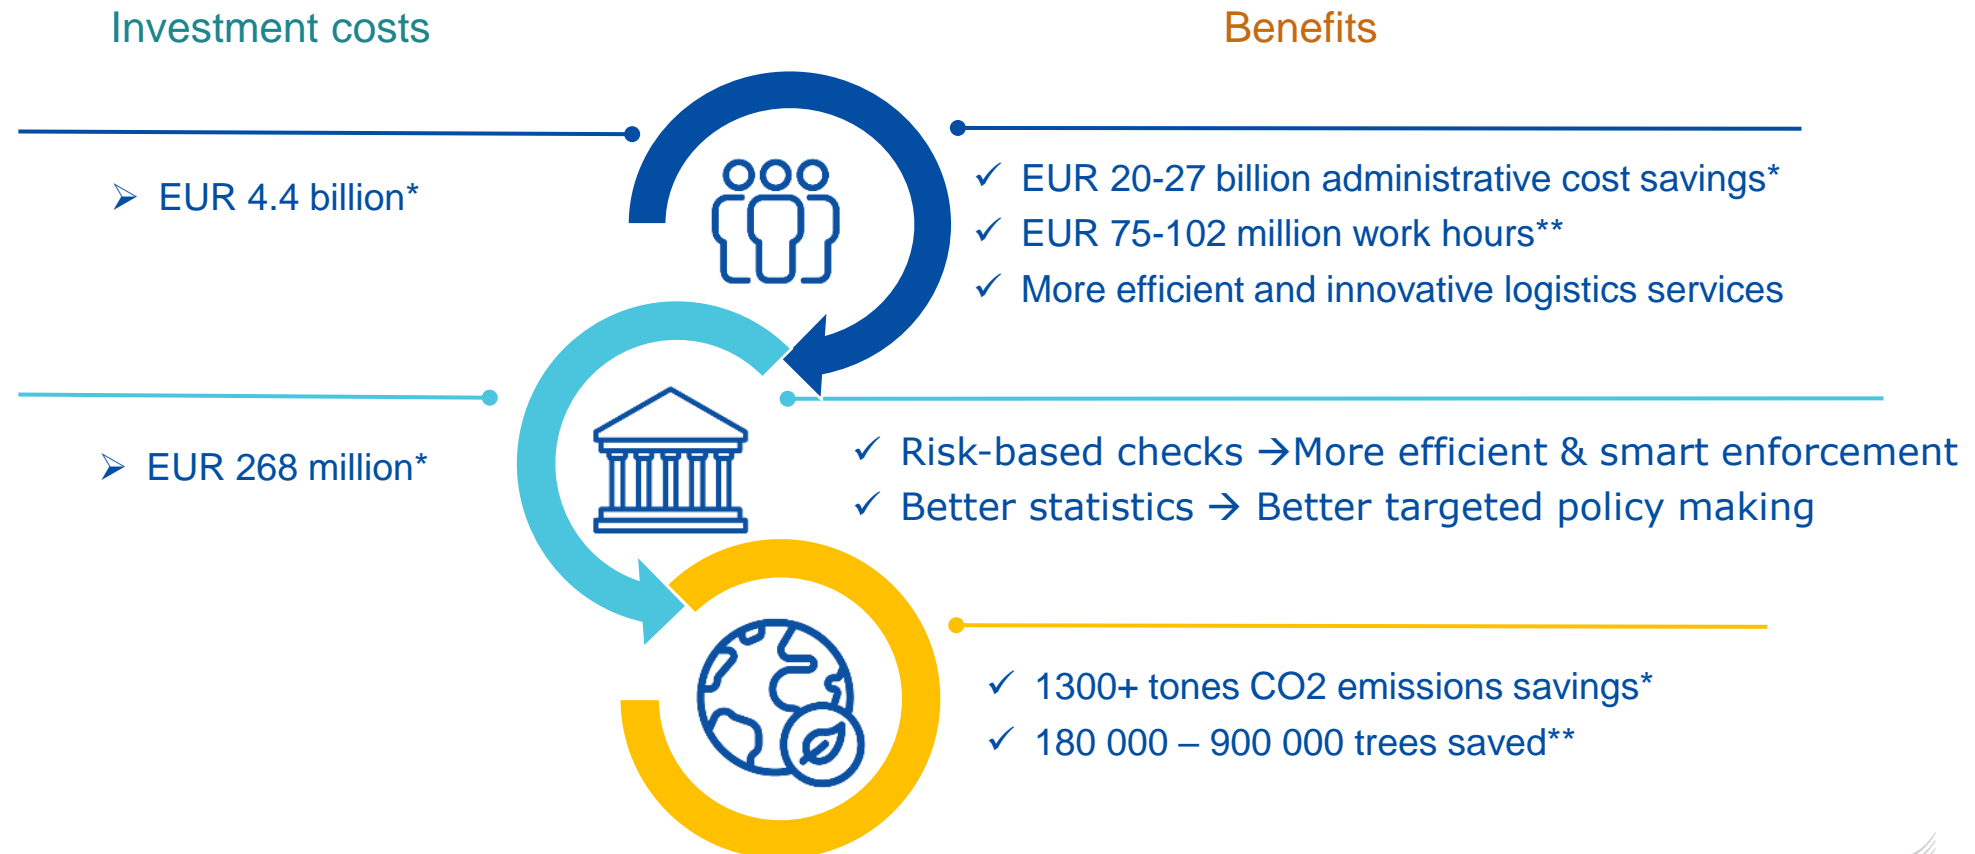 Investment costs
Benefits
➢ EUR 4.4 billion*
✓ EUR 20-27 billion administrative cost savings*
✓ EUR 75-102 million work hours**
✓ More efficient and innovative logistics services
➢ EUR 268 million*
✓ Risk-based checks →More efficient & smart enforcement
✓ Better statistics → Better targeted policy making
✓ 1300+ tones CO2 emissions savings*
✓ 180 000 – 900 000 trees saved**